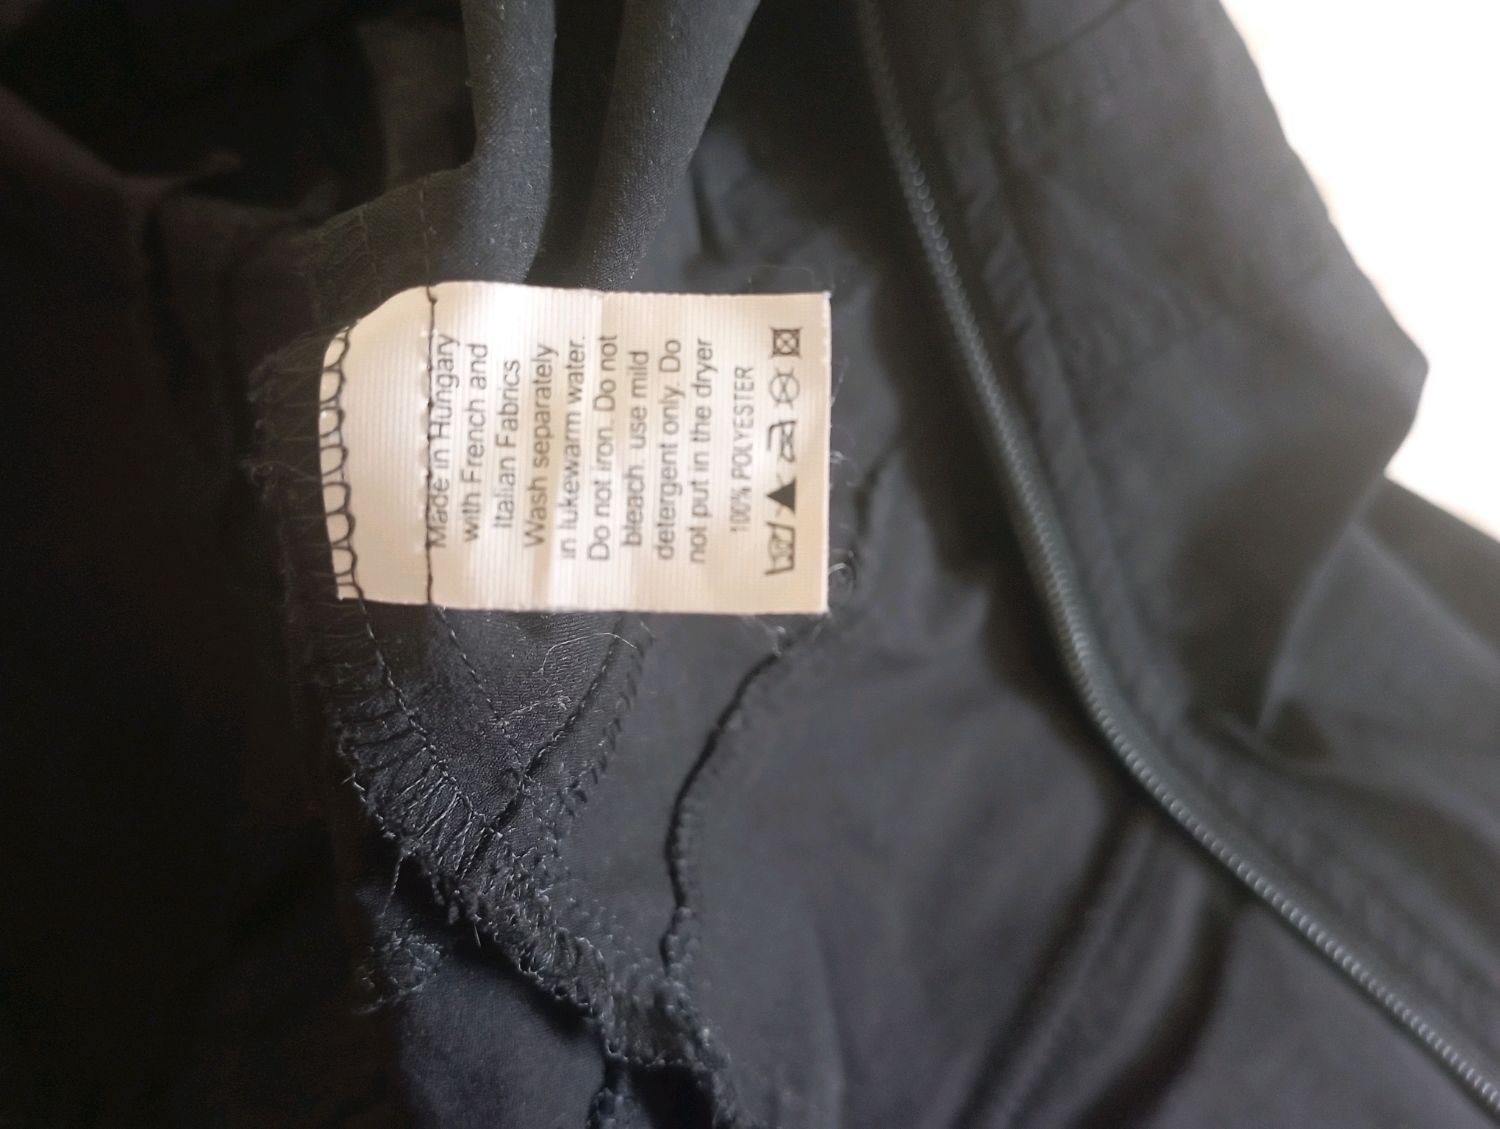 Made in Hungary
with French and
Italian Fabrics
Wash separately
in lukewarm water.
Do not iron. Do not
bleach, use mild
detergent only. Do
not put in the dryer
100% POLYESTER